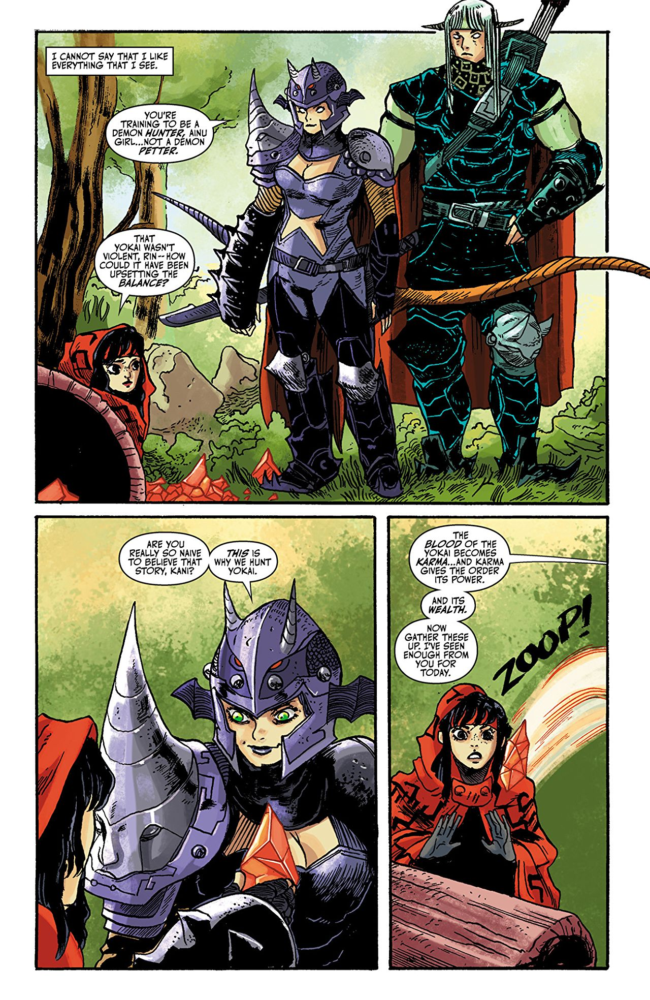 I CANNOT SAY THAT I LIKE
EVERYTHING THAT I SEE.
YOU'RE
TRAINING TO BE A
DEMON HUNTER, AINU
GIRL...NOT A DEMON
PETTER.
THAT
YOKAI WASN'T
VIOLENT, RIN--HOW
COULD IT HAVE BEEN
UPSETTING THE
BALANCE?
ARE YOU
REALLY SO NAIVE
TO BELIEVE THAT
STORY, KANI?
THIS IS
WHY WE HUNT
YOKAI.
THE
BLOOD OF THE
YOKAI BECOMES
KARMA...AND KARMA
GIVES THE ORDER
ITS POWER.
AND ITS
WEALTH.
NOW
GATHER THESE
UP. I'VE SEEN
ENOUGH FROM
YOU FOR
TODAY.
ZOOP!